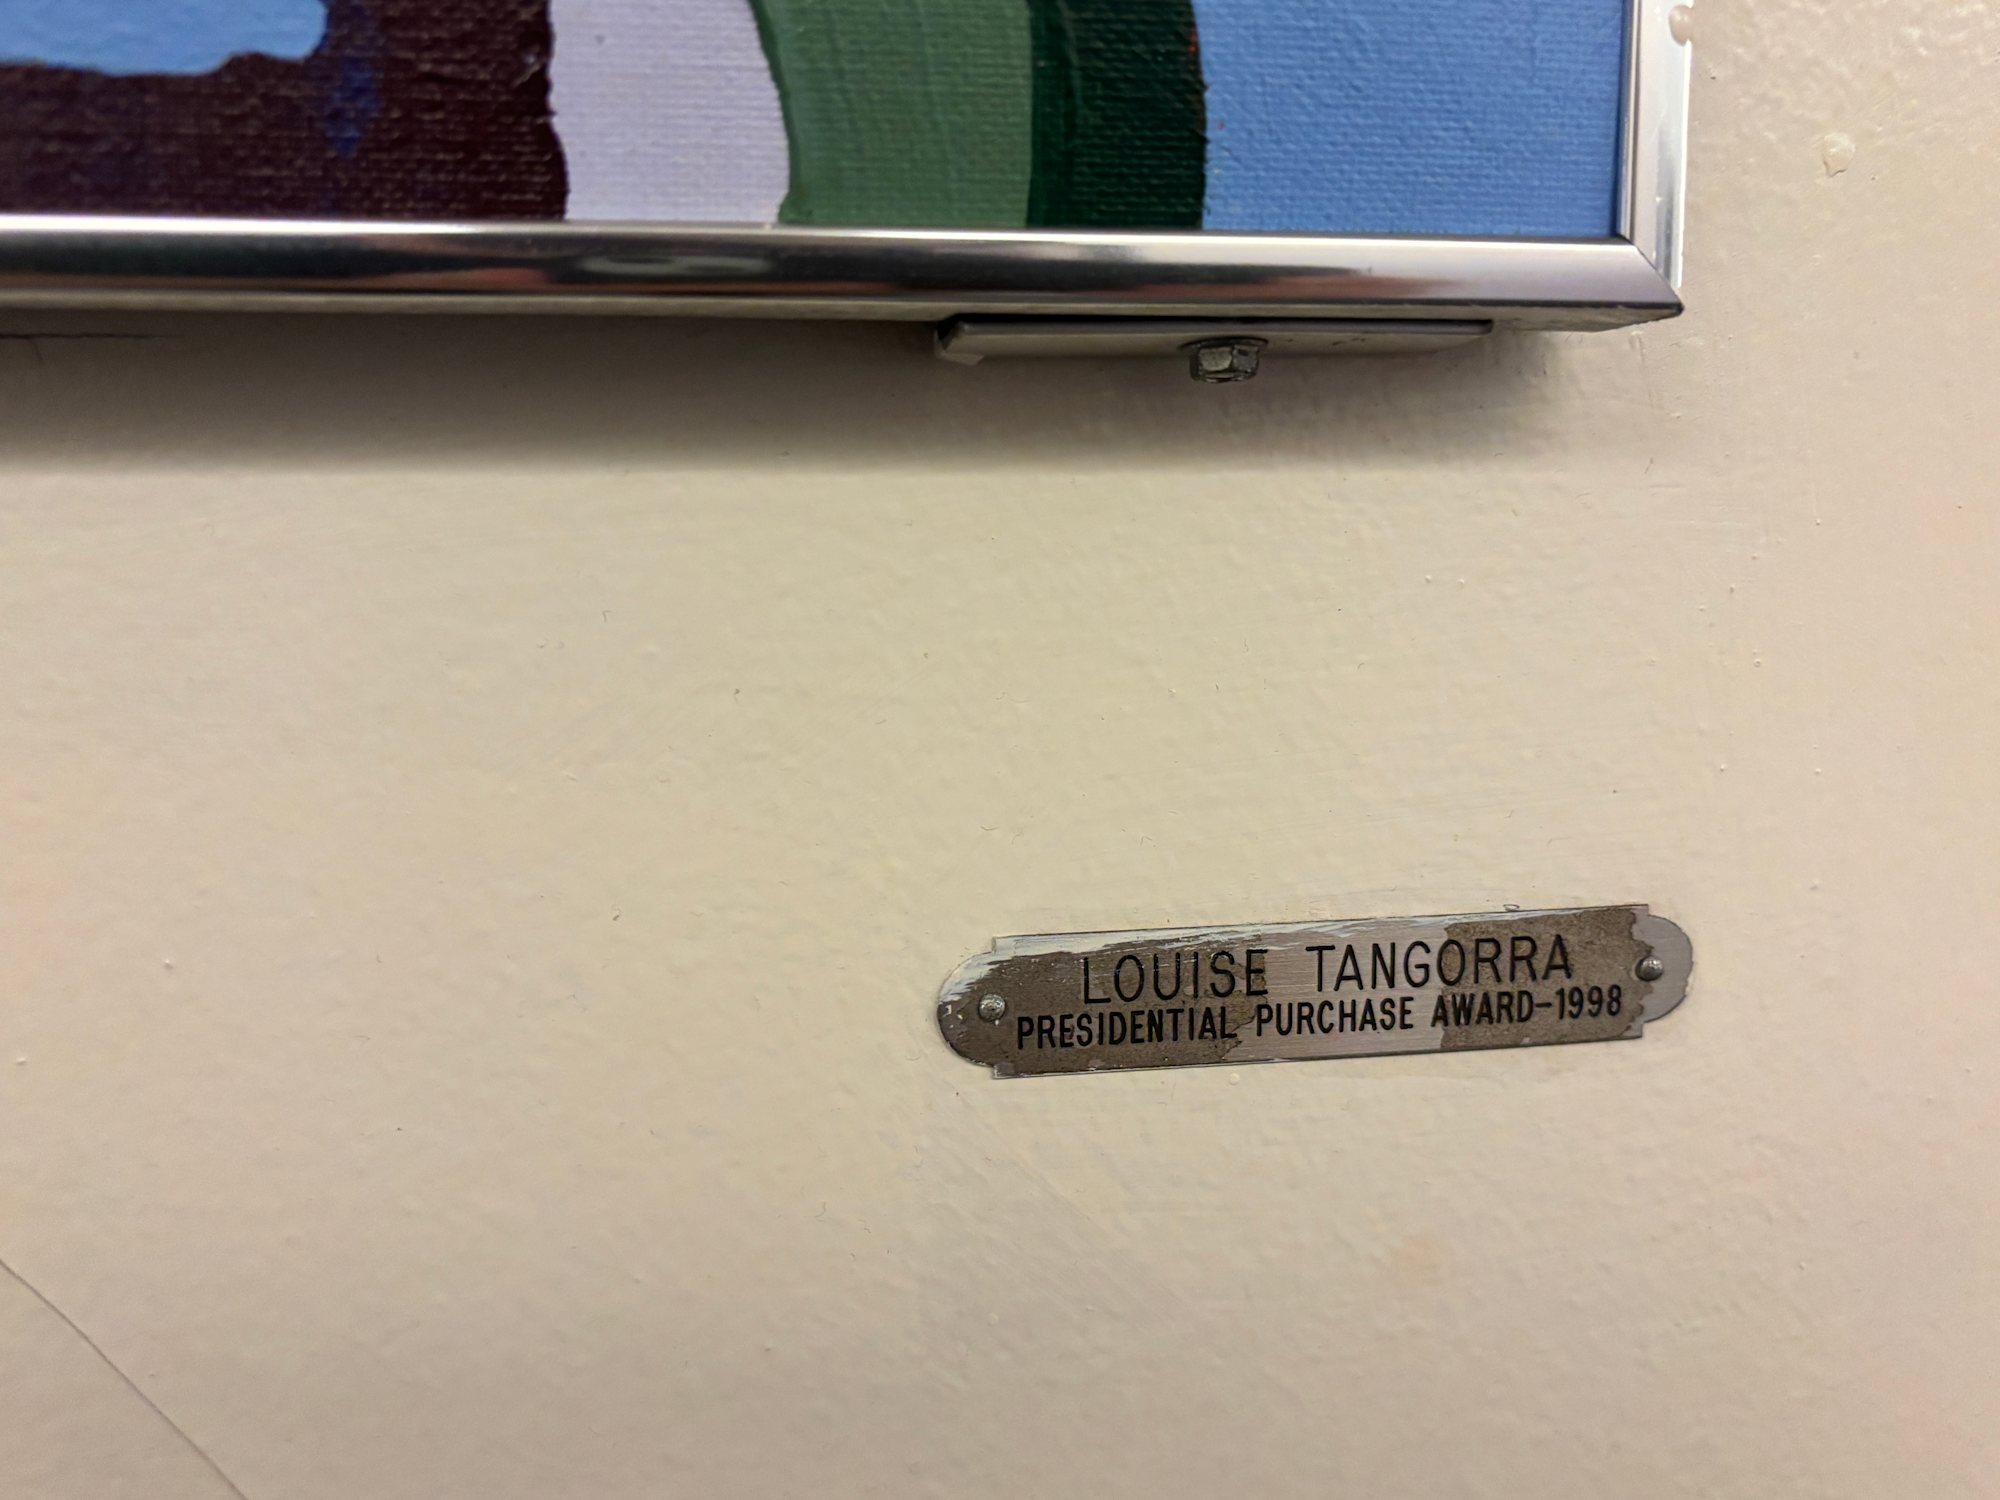 LOUISE TANGORRA
PRESIDENTIAL PURCHASE AWARD-1998